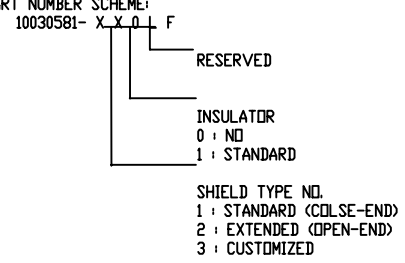 RT NUMBER SCHEME:
10030581- X X 0 L F
RESERVED
INSULATOR
0 : NO
1 : STANDARD
SHIELD TYPE NO.
1 : STANDARD (COLSE-END)
2 : EXTENDED (OPEN-END)
3 : CUSTOMIZED